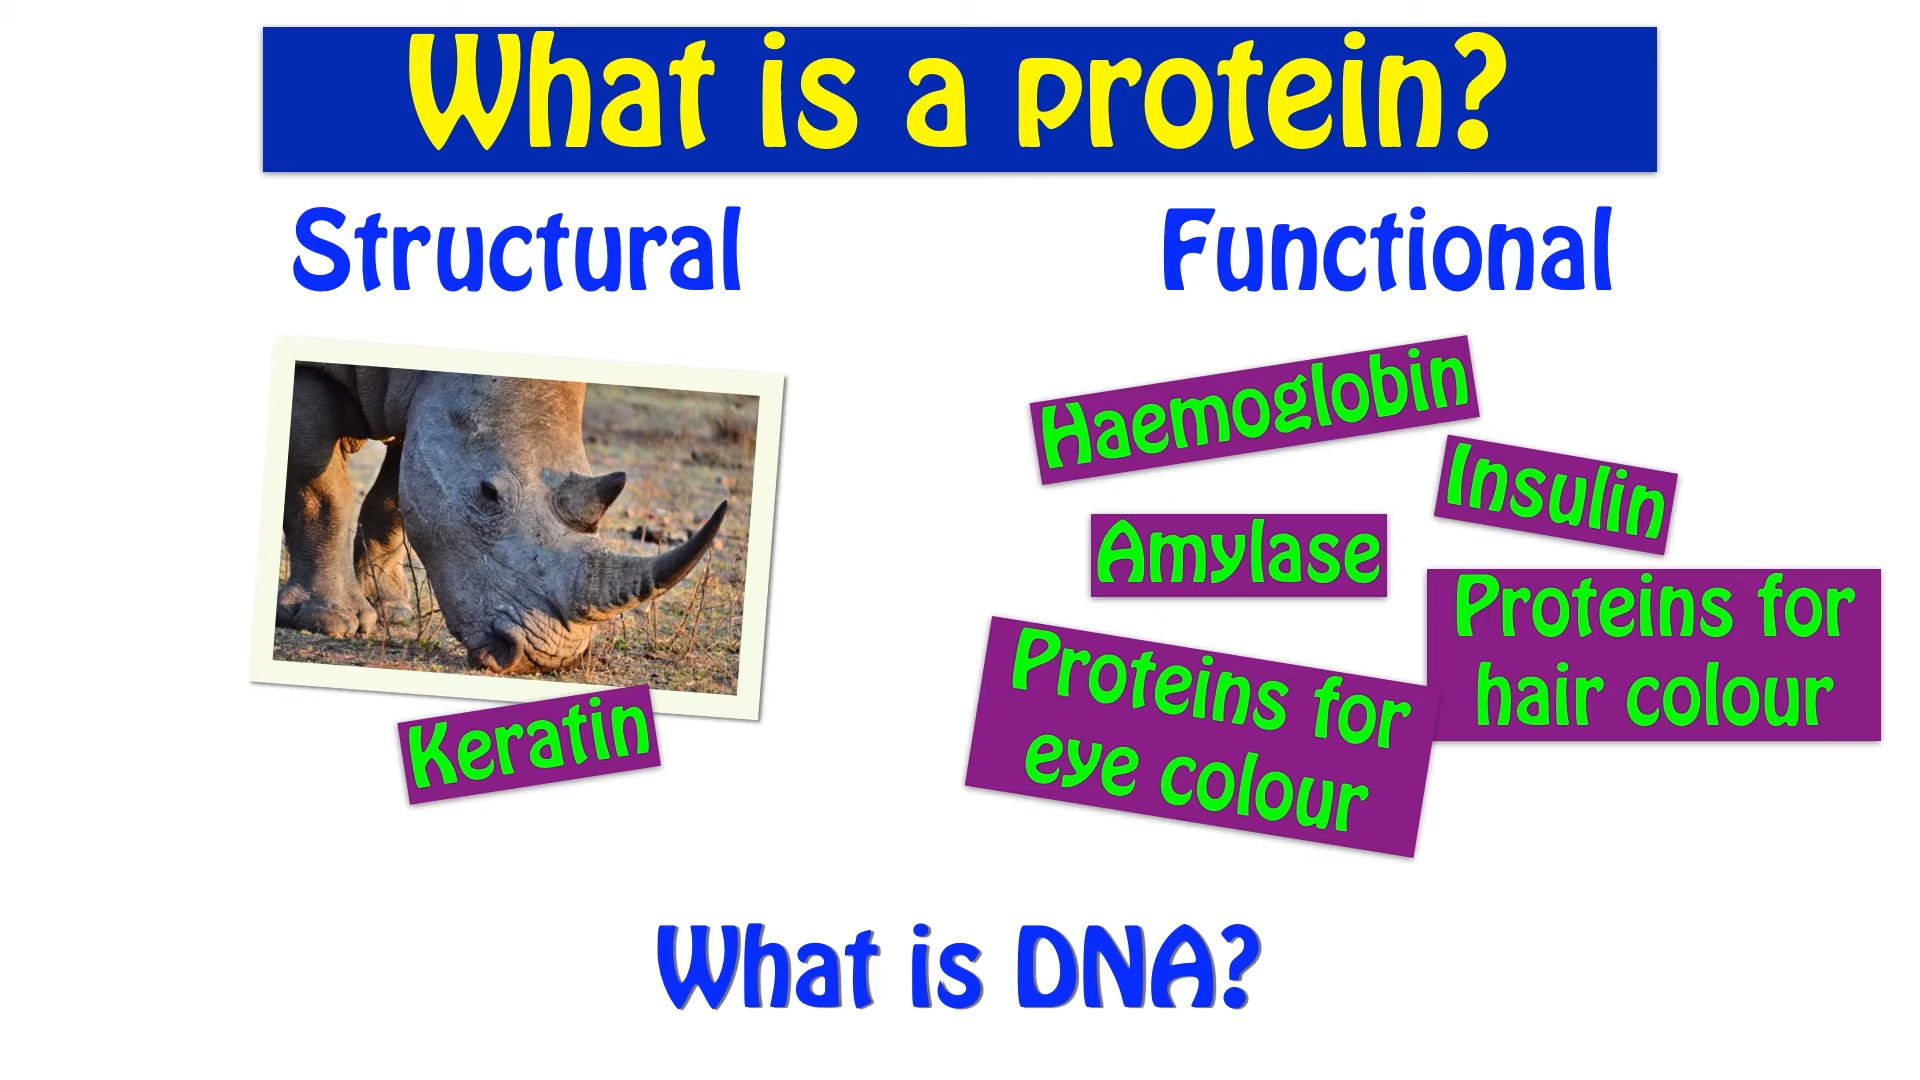 What is a protein?
Structural
Functional
Keratin
Haemoglobin
Insulin
Amylase
Proteins for
hair colour
Proteins for
eye colour
What is DNA?